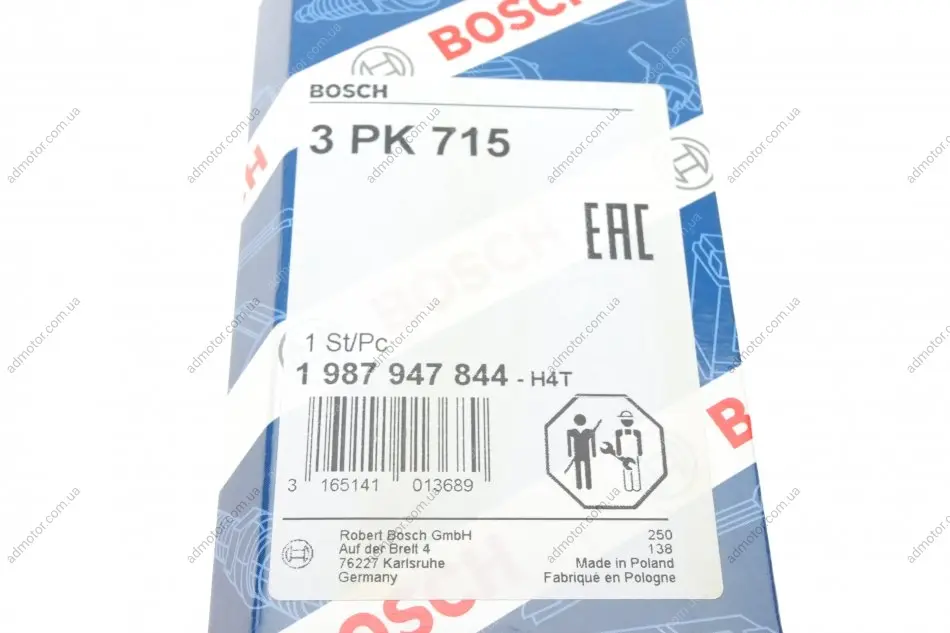 BOSCH
BOSCH
3 PK 715
EAC
BOSCH
BOSCH
1 St/Pc
1 987 947 844 - H4T
3 165141 013689
BOSCH
Robert Bosch GmbH
Auf der Breit 4
76227 Karlsruhe
Germany
250
138
Made in Poland
Fabriqué en Pologne
admotor.com.ua